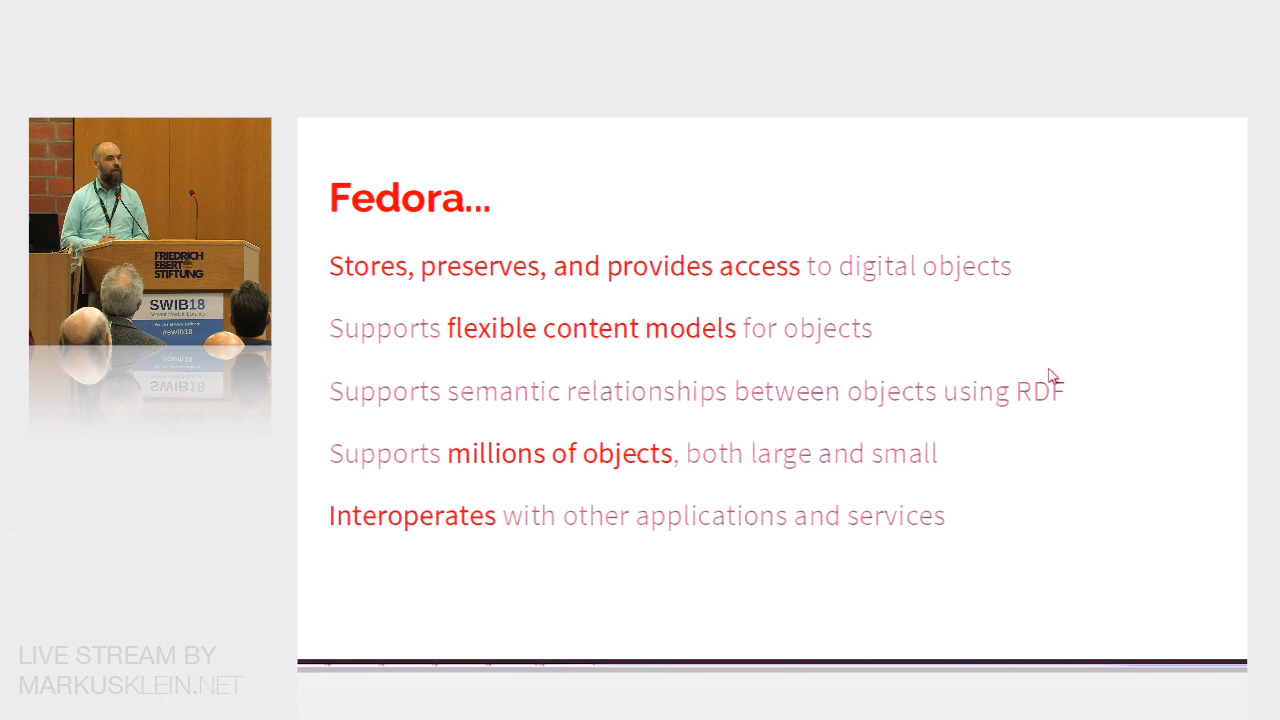 Fedora...
Stores, preserves, and provides access to digital objects
Supports flexible content models for objects
Supports semantic relationships between objects using RDF
Supports millions of objects, both large and small
Interoperates with other applications and services
FRIEDRICH
EBERT
STIFTUNG
SWIB18
#swib18
LIVE STREAM BY
MARKUSKLEIN.NET